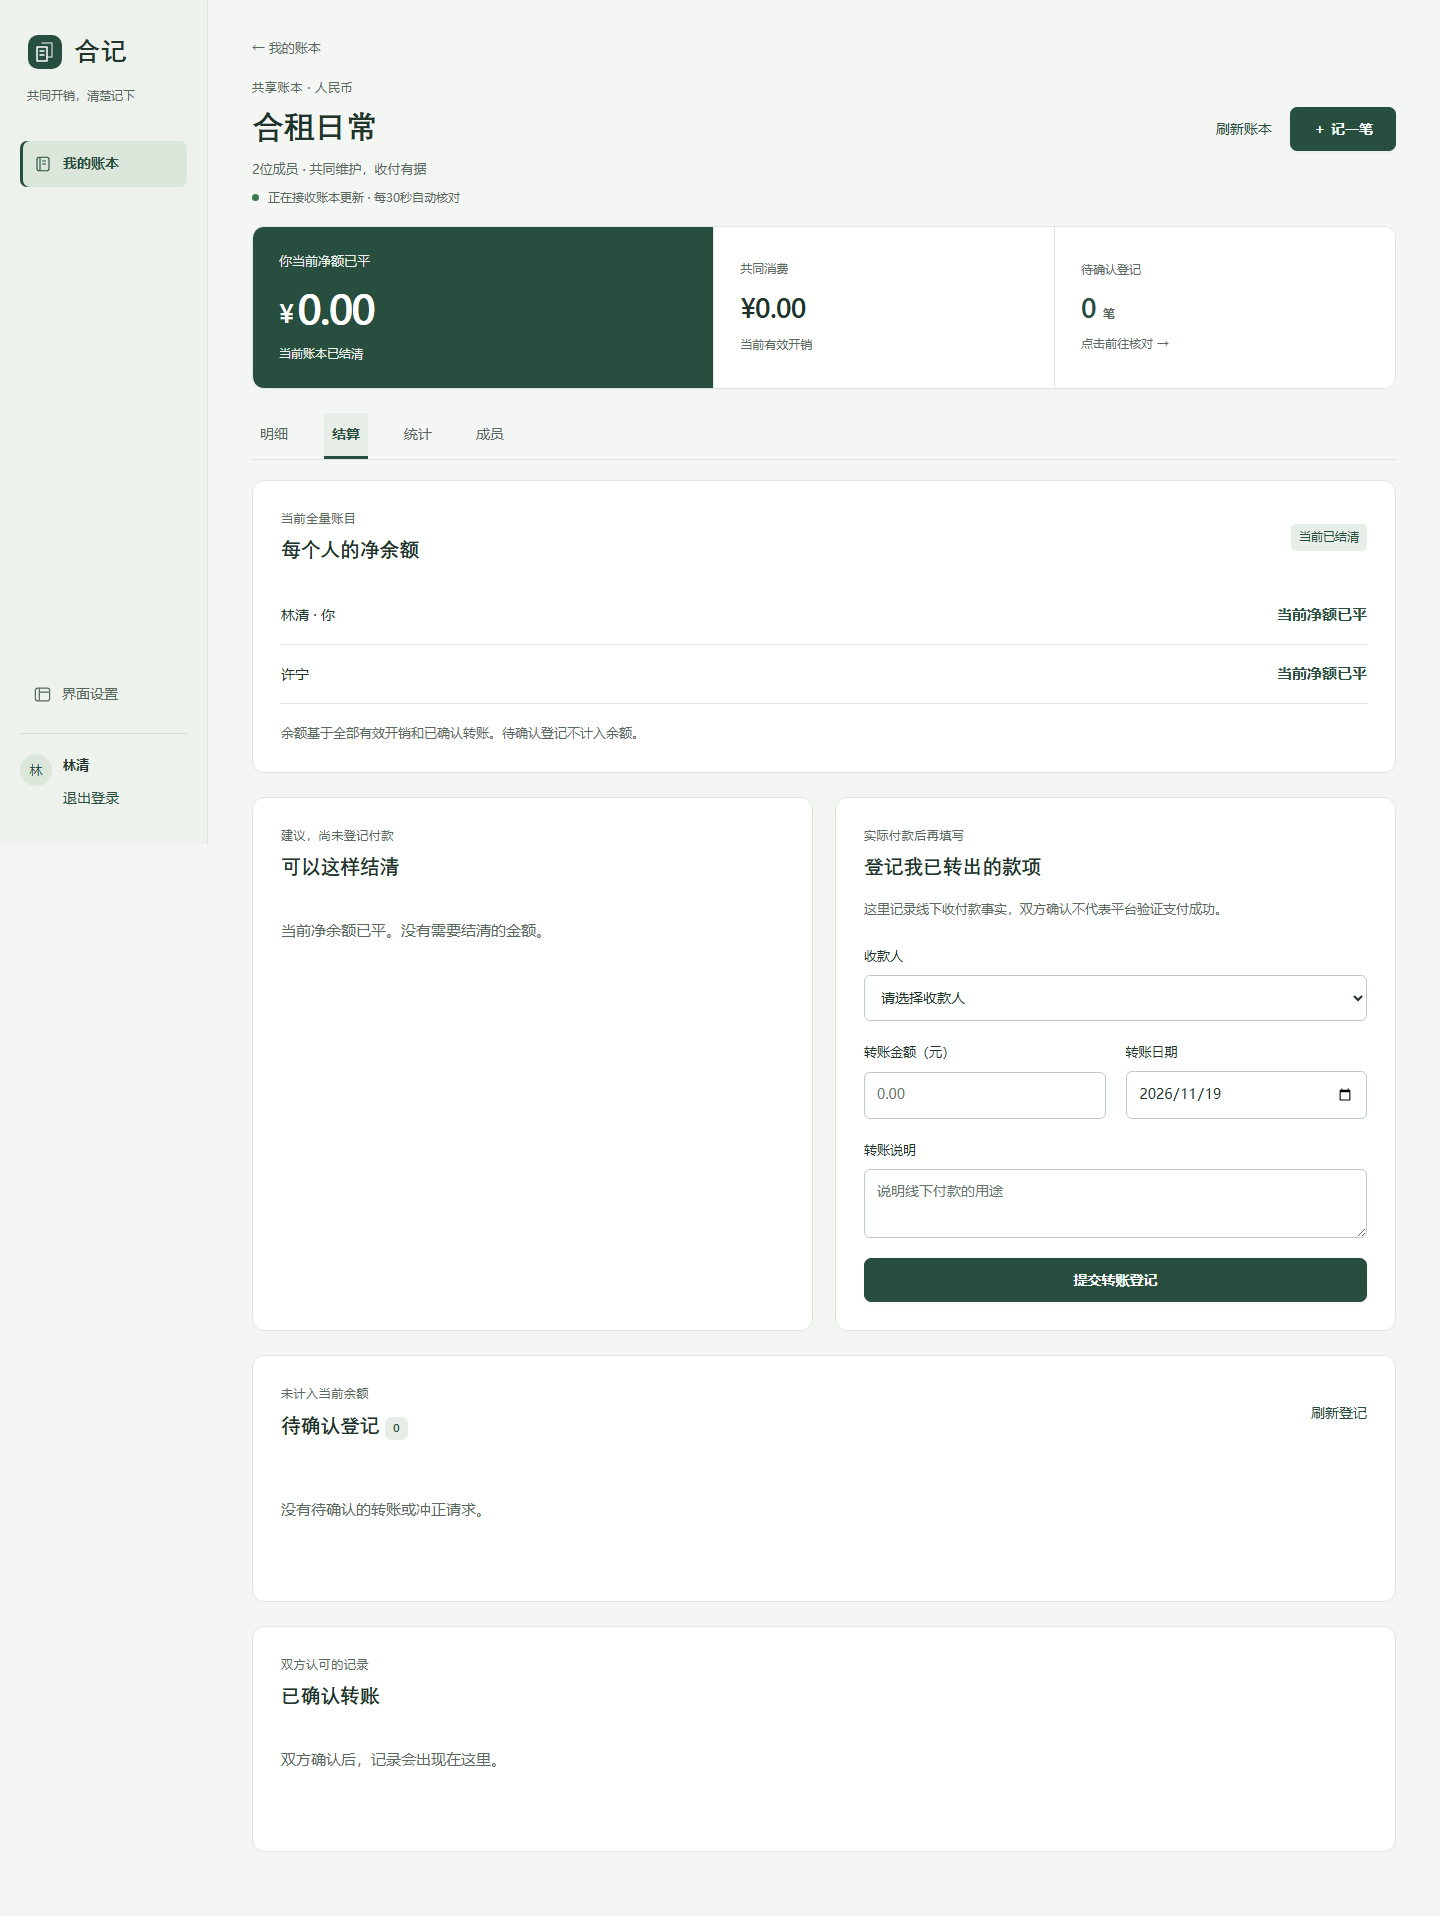 合记
共同开销，清楚记下
我的账本
界面设置
林
林清
退出登录
← 我的账本
共享账本 · 人民币
合租日常
2位成员 · 共同维护，收付有据
正在接收账本更新 · 每30秒自动核对
刷新账本
+ 记一笔
你当前净额已平
¥0.00
当前账本已结清
共同消费
¥0.00
当前有效开销
待确认登记
0 笔
点击前往核对 →
明细
结算
统计
成员
当前全量账目
每个人的净余额
当前已结清
林清 · 你
当前净额已平
许宁
当前净额已平
余额基于全部有效开销和已确认转账。待确认登记不计入余额。
建议，尚未登记付款
可以这样结清
当前净余额已平。没有需要结清的金额。
实际付款后再填写
登记我已转出的款项
这里记录线下收付款事实，双方确认不代表平台验证支付成功。
收款人
请选择收款人
转账金额（元）
0.00
转账日期
2026/11/19
转账说明
说明线下付款的用途
提交转账登记
未计入当前余额
待确认登记 0
刷新登记
没有待确认的转账或冲正请求。
双方认可的记录
已确认转账
双方确认后，记录会出现在这里。